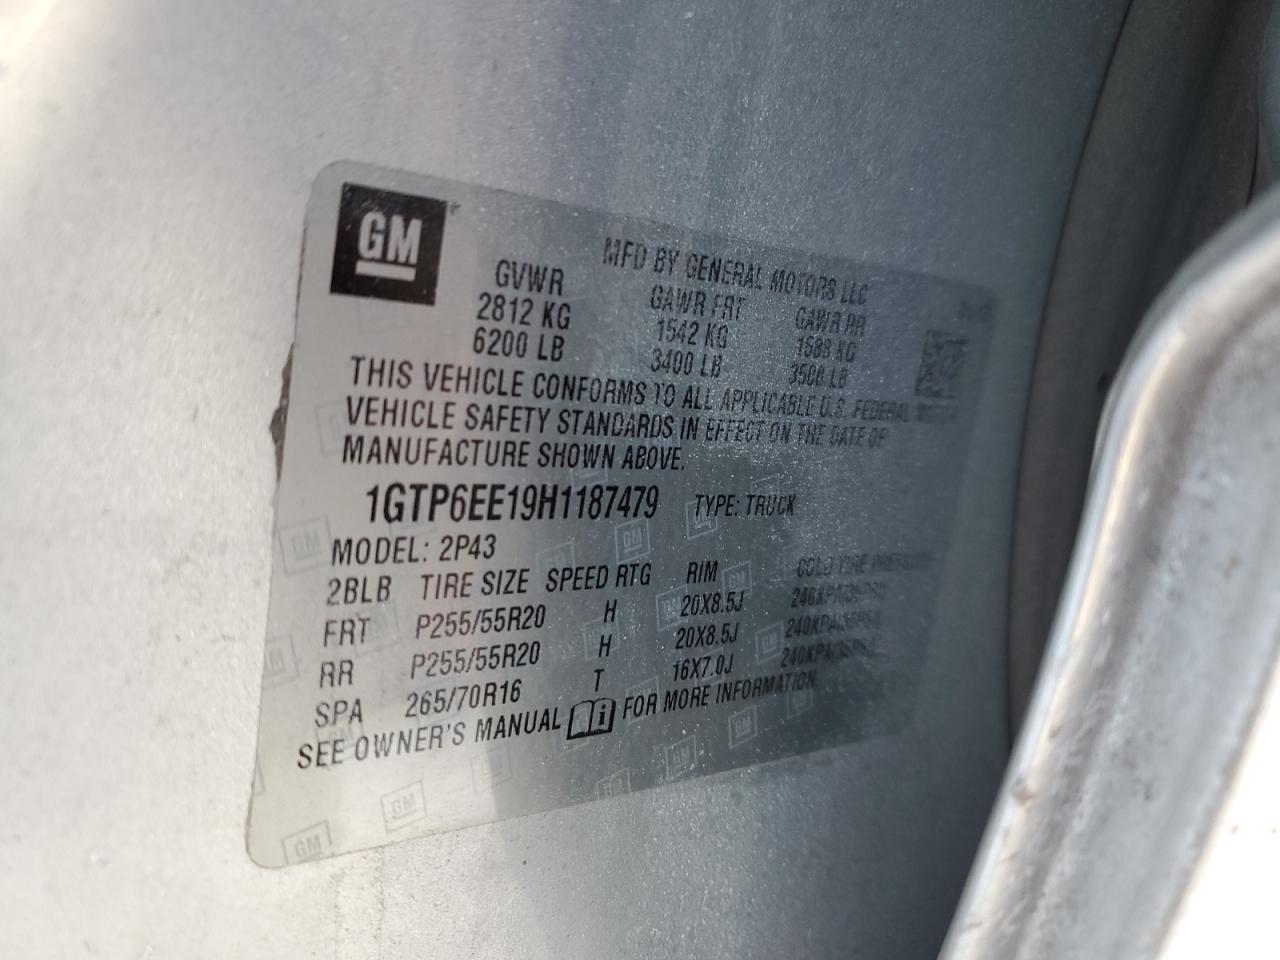 GM
MFD BY GENERAL MOTORS LLC
GVWR GAWR FRT GAWR RR
2812 KG 1542 KG 1588 KG
6200 LB 3400 LB 3500 LB
THIS VEHICLE CONFORMS TO ALL APPLICABLE U.S. FEDERAL MOTOR
VEHICLE SAFETY STANDARDS IN EFFECT ON THE DATE OF
MANUFACTURE SHOWN ABOVE.
1GTP6EE19H1187479 TYPE: TRUCK
MODEL: 2P43
2BLB TIRE SIZE SPEED RTG RIM COLD TIRE PRESSURE
FRT P255/55R20 H 20X8.5J 240KPA/35PSI
RR P255/55R20 H 20X8.5J 240KPA/35PSI
SPA 265/70R16 T 16X7.0J 240KPA/35PSI
SEE OWNER'S MANUAL FOR MORE INFORMATION